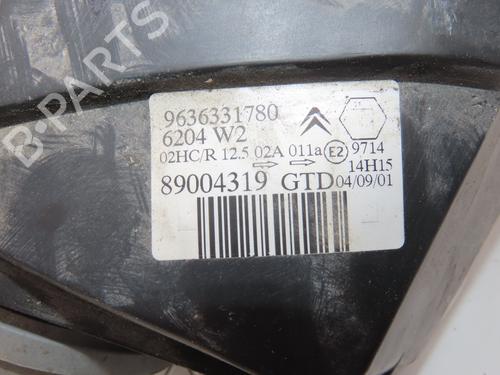 B-PARTS
9636331780
6204 W2
02HC/R 12.5 02A 011a E2 9714
14H15
89004319 GTD 04/09/01